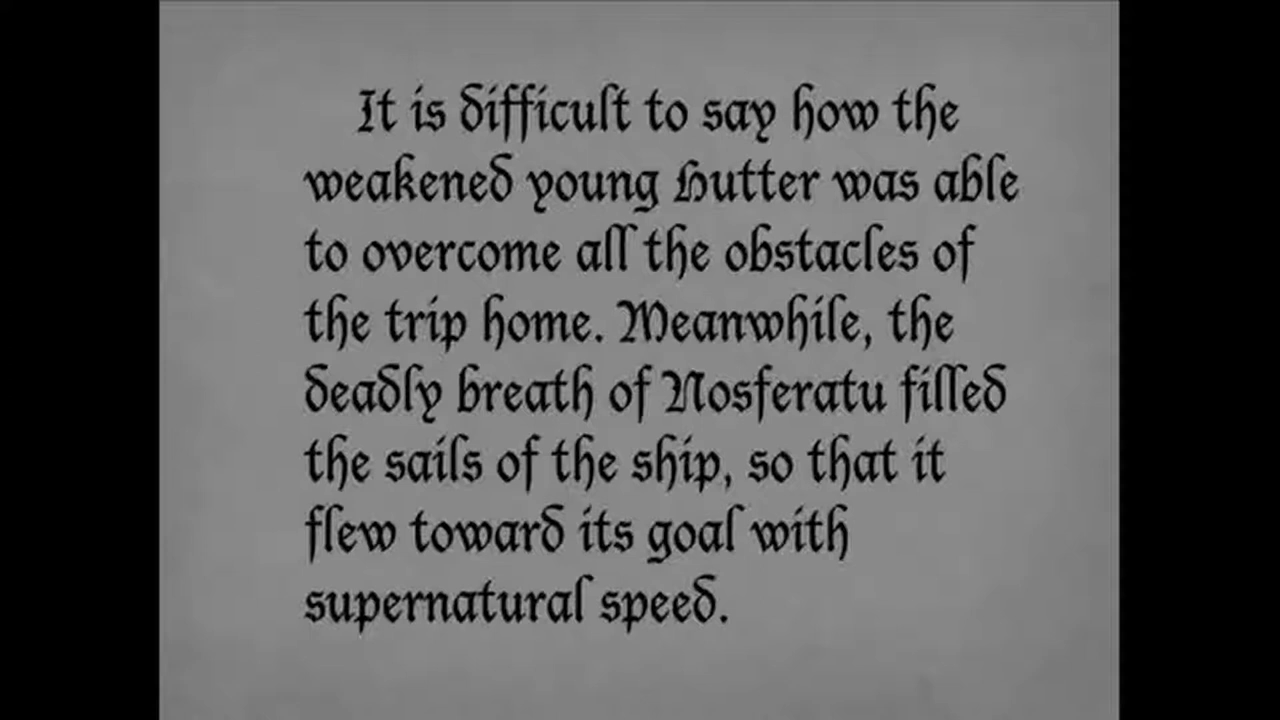 It is difficult to say how the
weakened young Hutter was able
to overcome all the obstacles of
the trip home. Meanwhile, the
deadly breath of Nosferatu filled
the sails of the ship, so that it
flew toward its goal with
supernatural speed.